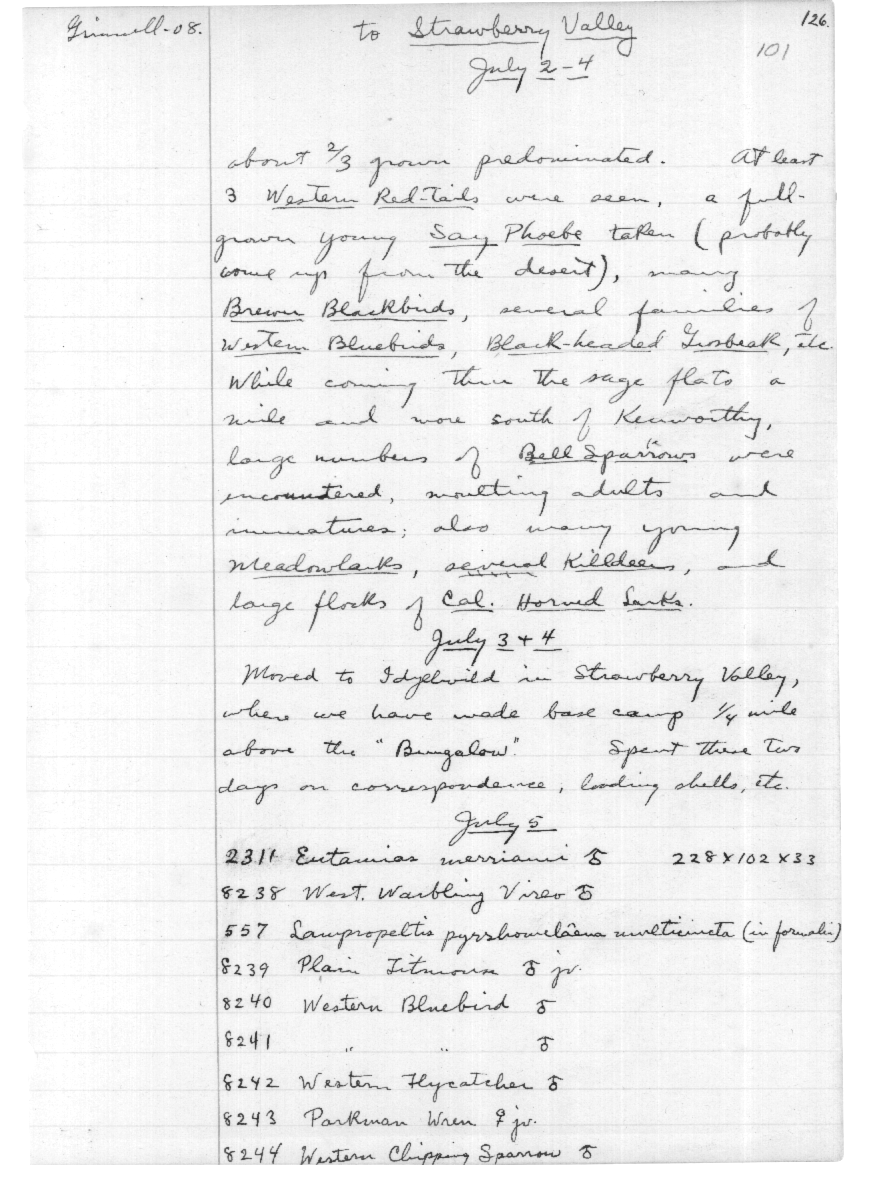 Grinnell-08.
to Strawberry Valley
126.
101
July 2-4
about 2/3 grown predominated. At least
3 Western Red-Tails were seen, a full-
grown young Say Phoebe taken (probably
come up from the desert), many
Brewer Blackbirds, several families of
Western Bluebirds, Black-headed Grosbeak, etc.
While coming thru the sage flats a
mile and more south of Kenworthy,
large numbers of Bell Sparrows were
encountered, moulting adults and
immatures; also many young
Meadowlarks, several Killdeers, and
large flocks of Cal. Horned Larks.
July 3 + 4
Moved to Idyllwild in Strawberry Valley,
where we have made base camp 1/4 mile
above the "Bungalow". Spent these two
days on correspondence, loading shells, etc.
July 5
2311 Eutamias merriami ♂ 228 x 102 x 33
8238 West. Warbling Vireo ♂
557 Lampropeltis pyrrhomelaena multicincta (in formalin)
8239 Plain Titmouse ♂ jv.
8240 Western Bluebird ♂
8241 " " ♂
8242 Western Flycatcher ♂
8243 Parkman Wren ♀ jv.
8244 Western Chipping Sparrow ♂